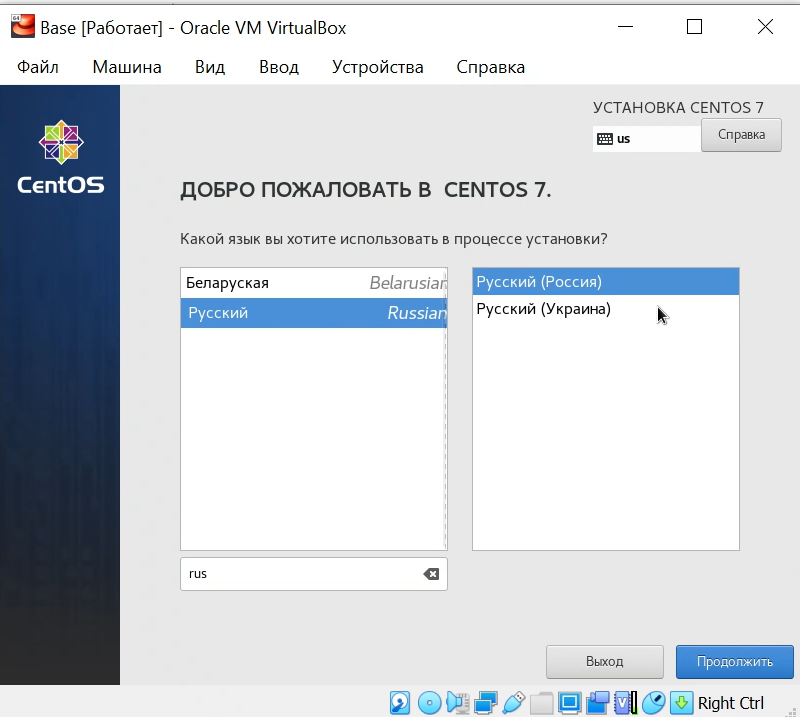 Base [Работает] - Oracle VM VirtualBox
Файл Машина Вид Ввод Устройства Справка
УСТАНОВКА CENTOS 7
us Справка
CentOS
ДОБРО ПОЖАЛОВАТЬ В CENTOS 7.
Какой язык вы хотите использовать в процессе установки?
Беларуская Belarusian
Русский Russian
Русский (Россия)
Русский (Украина)
rus
Выход Продолжить
Right Ctrl